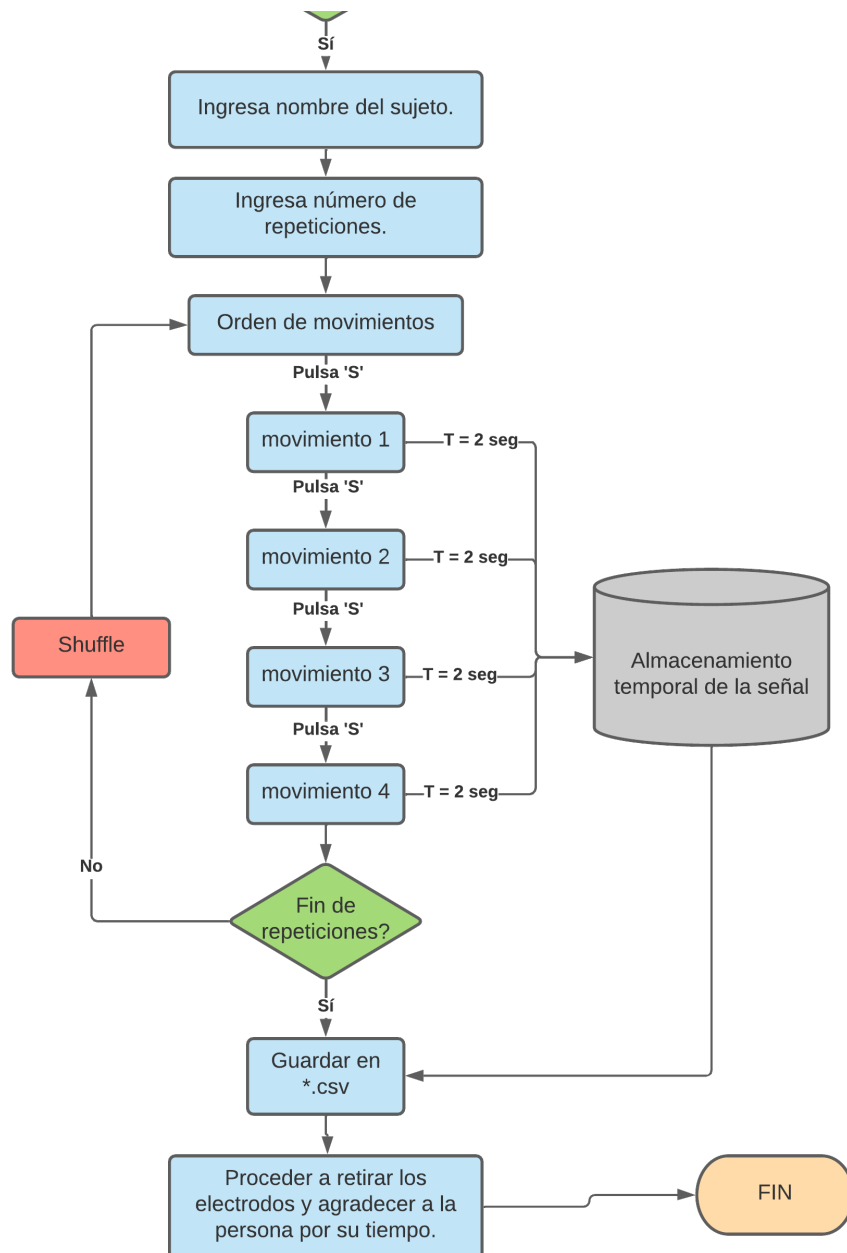 Sí
Ingresa nombre del sujeto.
Ingresa número de
repeticiones.
Orden de movimientos
Pulsa 'S'
movimiento 1
T = 2 seg
Pulsa 'S'
movimiento 2
T = 2 seg
Pulsa 'S'
Shuffle
movimiento 3
T = 2 seg
Almacenamiento
temporal de la señal
Pulsa 'S'
movimiento 4
T = 2 seg
No
Fin de
repeticiones?
Sí
Guardar en
*.csv
Proceder a retirar los
electrodos y agradecer a la
persona por su tiempo.
FIN